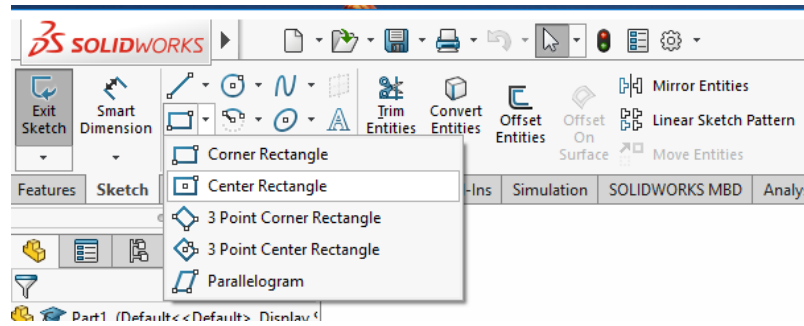 SOLIDWORKS
Exit Sketch
Smart Dimension
Trim Entities
Convert Entities
Offset Entities
Offset On Surface
Mirror Entities
Linear Sketch Pattern
Move Entities
Corner Rectangle
Center Rectangle
3 Point Corner Rectangle
3 Point Center Rectangle
Parallelogram
Features
Sketch
-Ins
Simulation
SOLIDWORKS MBD
Analy
Part1 (Default<<Default>_Display